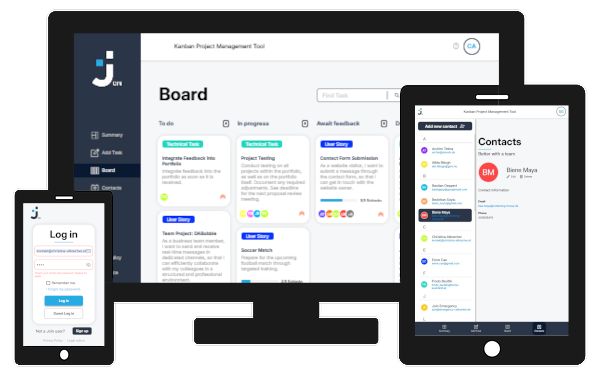 Kanban Project Management Tool
CA
Board
Find Task
Summary
Add Task
Board
Contacts
To do
In progress
Await feedback
Technical Task
Integrate Feedback Into
Portfolio
Integrate feedback into the
portfolio as soon as it is
received.
User Story
Team Project: DABubble
As a business team member,
I want to send and receive
real-time messages in
dedicated channels, so that I
can efficiently collaborate
with my colleagues in a
structured and professional
environment.
Technical Task
Project Testing
Conduct testing on all
projects within the portfolio,
as well as on the portfolio
itself. Document any required
adjustments. See deadline
for the next proposal review
meeting.
User Story
Soccer Match
Prepare for the upcoming
football match through
targeted training.
User Story
Contact Form Submission
As a website visitor, I want to
submit a message through
the contact form, so that I
can get in touch with the
website owner.
Log in
Remember me
Log in
Guest Log in
Not a Join user?
Sign up
Kanban Project Management Tool
Add new contact
Contacts
Better with a team
BM
Biene Maya
Edit
Delete
Contact Information
Email
Phone
Biene Maya
Summary
Board
Contacts